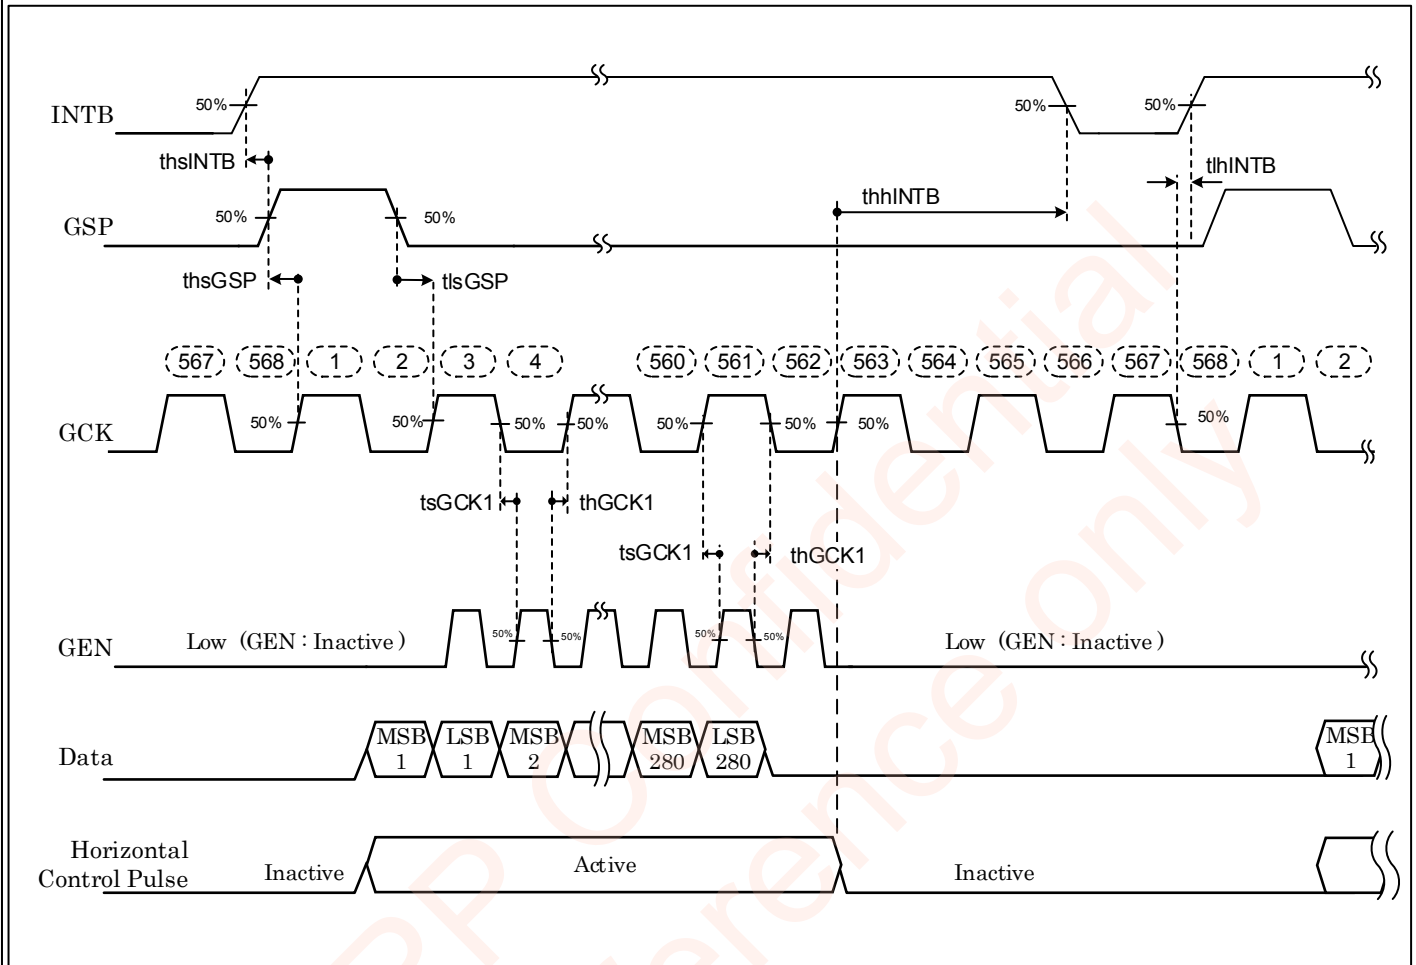 50% 50% 50%
INTB
thsINTB tlhINTB
thhINTB
50% 50%
GSP
thsGSP tlsGSP
567 568 1 2 3 4 560 561 562 563 564 565 566 567 568 1 2
50% 50% 50% 50% 50% 50% 50% 50%
GCK
tsGCK1 thGCK1
tsGCK1 thGCK1
50% 50% 50% 50%
GEN Low (GEN : Inactive) Low (GEN : Inactive)
MSB LSB MSB MSB LSB MSB
Data 1 1 2 280 280 1
Horizontal
Control Pulse Inactive Active Inactive
P Confidential
erence only